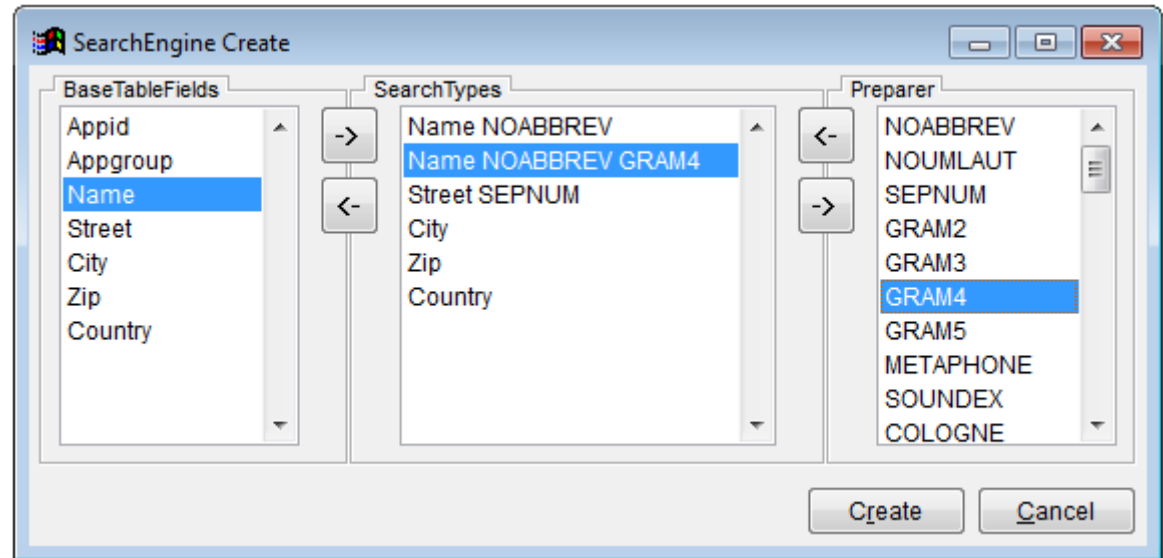 SearchEngine Create
BaseTableFields
Appid
Appgroup
Name
Street
City
Zip
Country
->
<-
SearchTypes
Name NOABBREV
Name NOABBREV GRAM4
Street SEPNUM
City
Zip
Country
<-
->
Preparer
NOABBREV
NOUMLAUT
SEPNUM
GRAM2
GRAM3
GRAM4
GRAM5
METAPHONE
SOUNDEX
COLOGNE
Create
Cancel